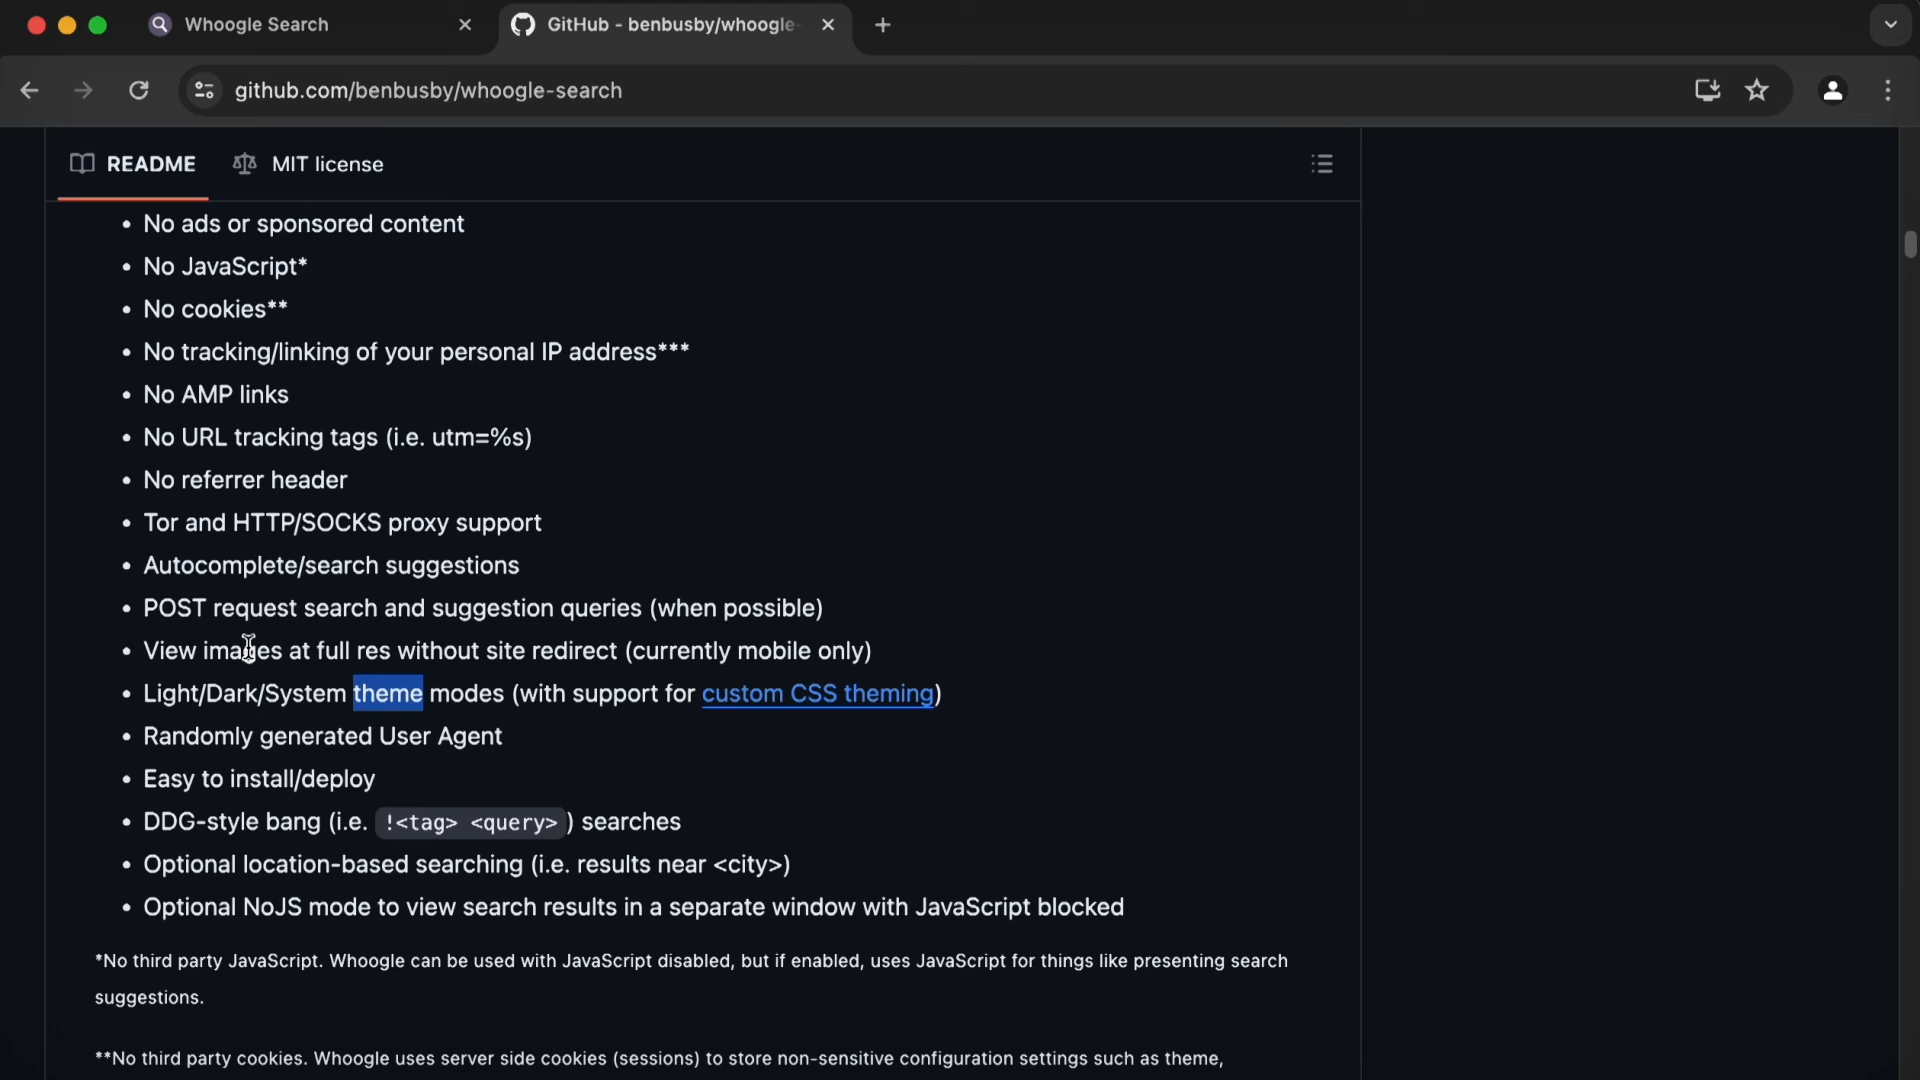 Whoogle Search
GitHub - benbusby/whoogle-
github.com/benbusby/whoogle-search
README
MIT license
• No ads or sponsored content
• No JavaScript*
• No cookies**
• No tracking/linking of your personal IP address***
• No AMP links
• No URL tracking tags (i.e. utm=%s)
• No referrer header
• Tor and HTTP/SOCKS proxy support
• Autocomplete/search suggestions
• POST request search and suggestion queries (when possible)
• View images at full res without site redirect (currently mobile only)
• Light/Dark/System theme modes (with support for custom CSS theming)
• Randomly generated User Agent
• Easy to install/deploy
• DDG-style bang (i.e. !<tag> <query>) searches
• Optional location-based searching (i.e. results near <city>)
• Optional NoJS mode to view search results in a separate window with JavaScript blocked
*No third party JavaScript. Whoogle can be used with JavaScript disabled, but if enabled, uses JavaScript for things like presenting search
suggestions.
**No third party cookies. Whoogle uses server side cookies (sessions) to store non-sensitive configuration settings such as theme,